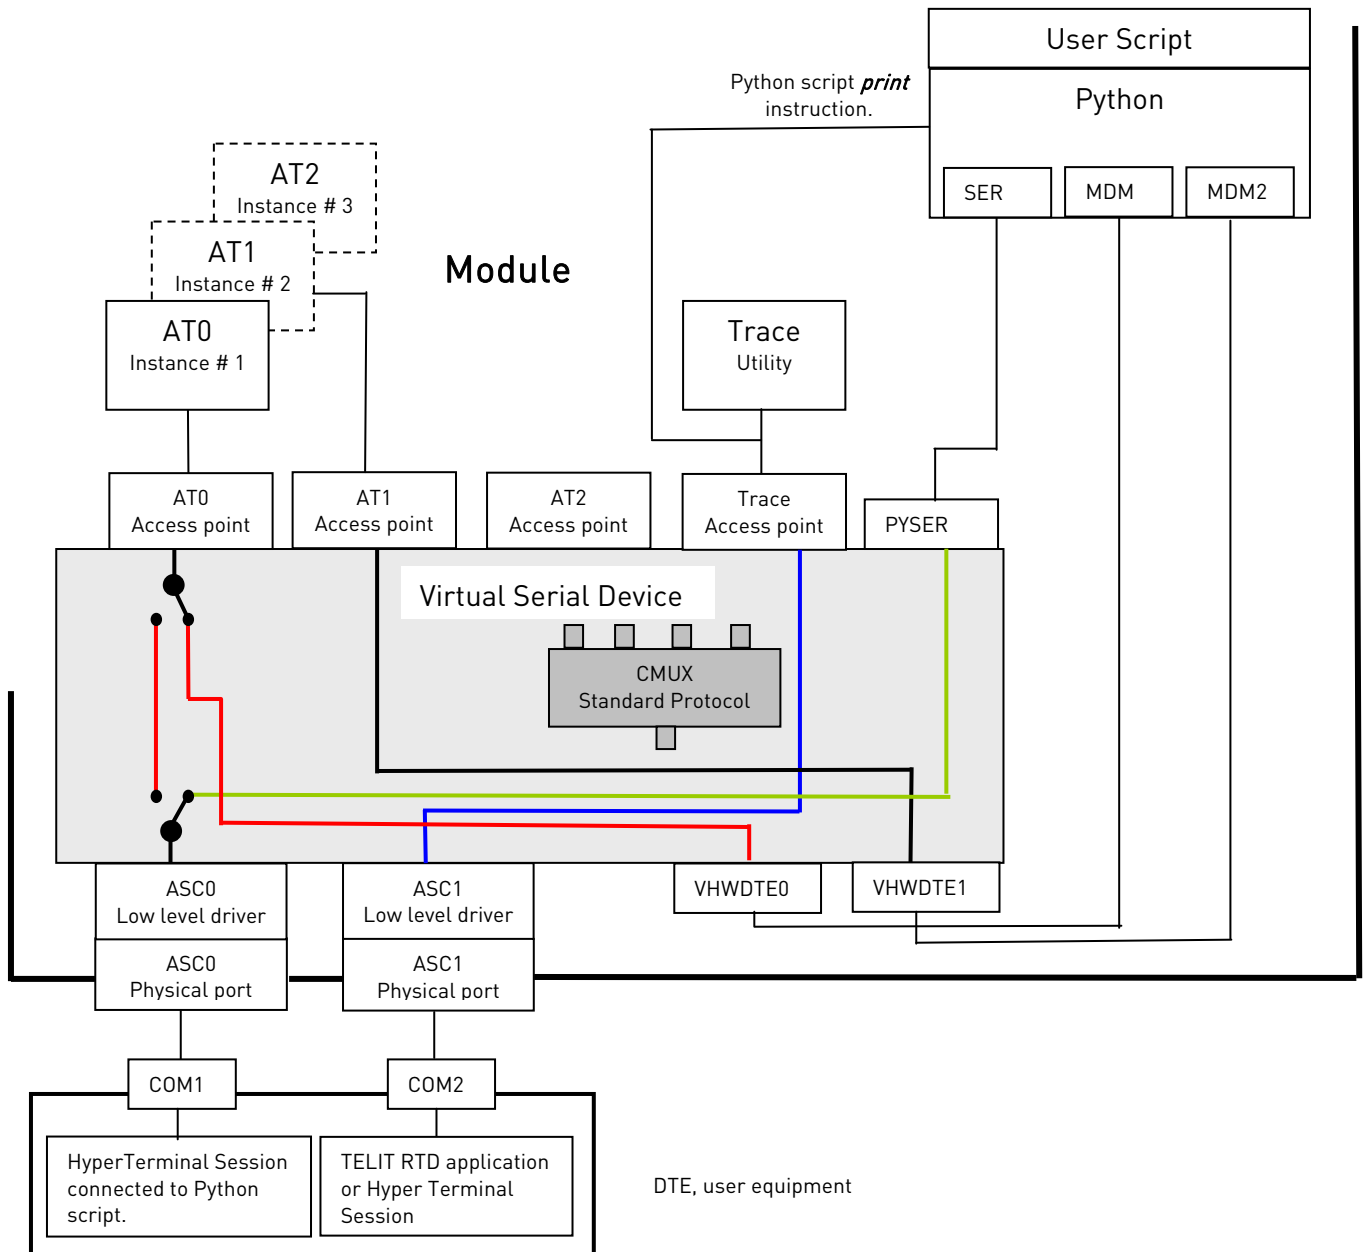 User Script
Python script print
instruction.
Python
SER
MDM
MDM2
AT2
Instance # 3
AT1
Instance # 2
AT0
Instance # 1
Module
Trace
Utility
AT0
Access point
AT1
Access point
AT2
Access point
Trace
Access point
PYSER
Virtual Serial Device
CMUX
Standard Protocol
ASC0
Low level driver
ASC1
Low level driver
VHWDTE0
VHWDTE1
ASC0
Physical port
ASC1
Physical port
COM1
COM2
HyperTerminal Session
connected to Python
script.
TELIT RTD application
or Hyper Terminal
Session
DTE, user equipment